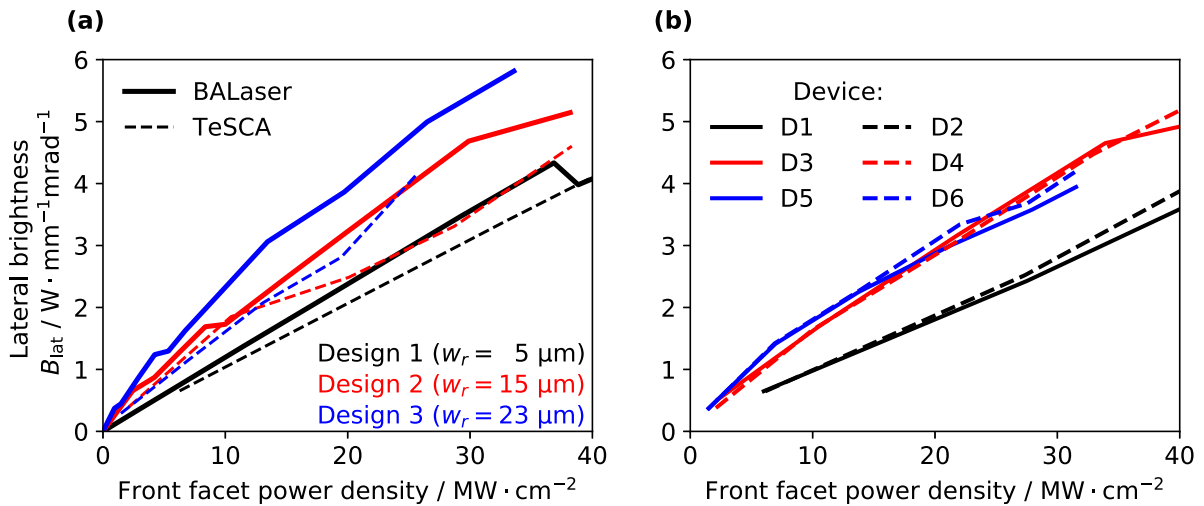 (a)
(b)
Lateral brightness
B_lat / W · mm⁻¹mrad⁻¹
6
5
4
3
2
1
0
BALaser
TeSCA
Design 1 (w_r = 5 μm)
Design 2 (w_r = 15 μm)
Design 3 (w_r = 23 μm)
0 10 20 30 40
Front facet power density / MW · cm⁻²
6
5
4
3
2
1
0
Device:
D1 D2
D3 D4
D5 D6
0 10 20 30 40
Front facet power density / MW · cm⁻²